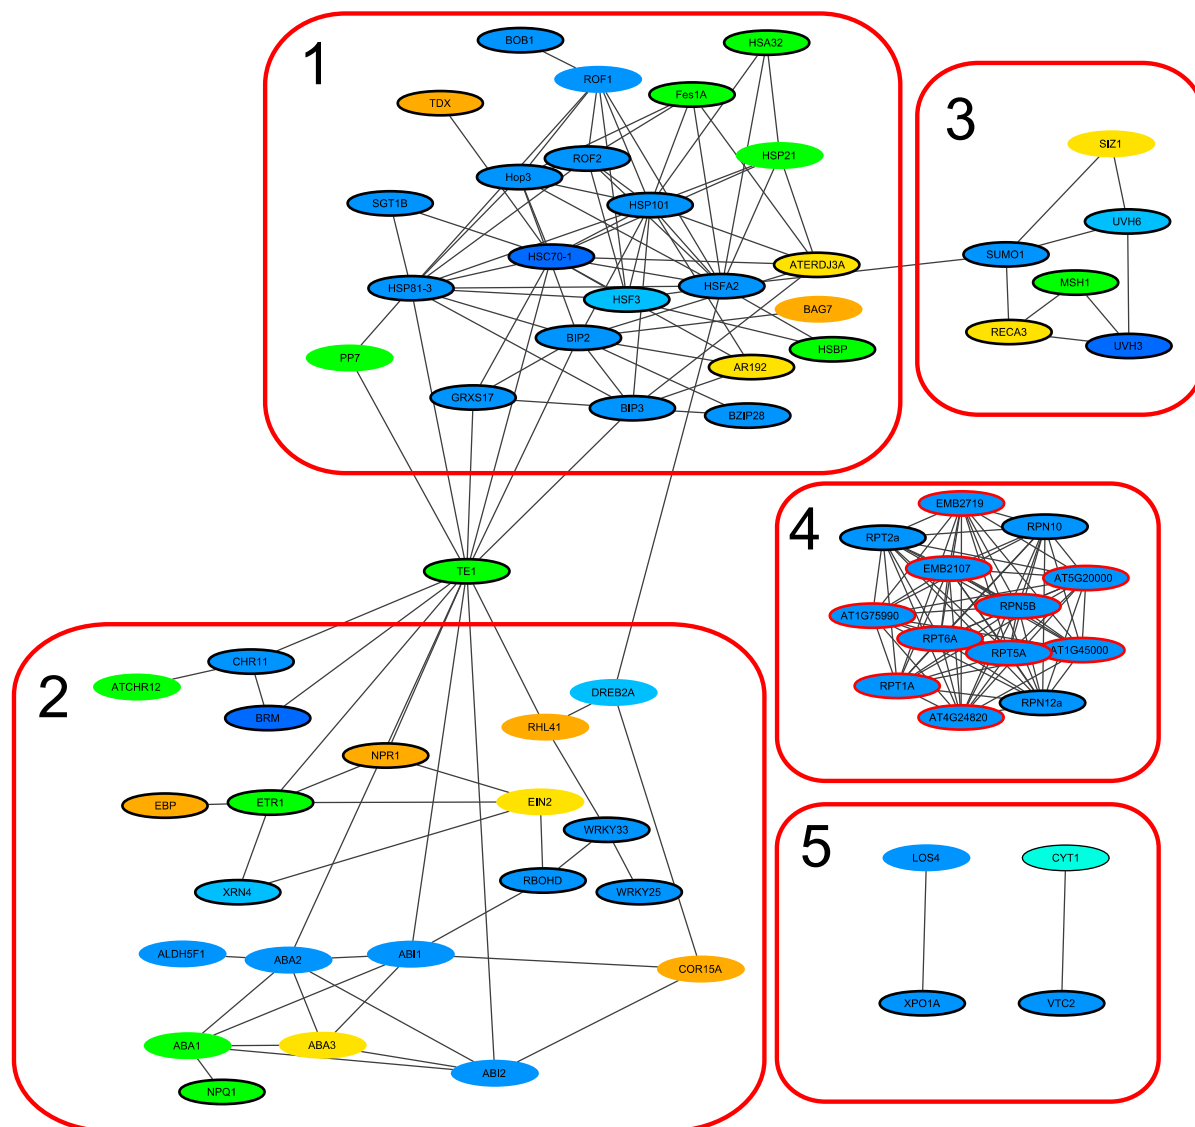 1
BOB1
HSA32
ROF1
TDX
Fes1A
HSP21
ROF2
Hop3
SGT1B
HSP101
HSC70-1
ATERDJ3A
HSP81-3
HSFA2
HSF3
BAG7
BIP2
HSBP
PP7
AR192
GRXS17
BIP3
BZIP28
3
SIZ1
UVH6
SUMO1
MSH1
RECA3
UVH3
4
EMB2719
RPN10
RPT2a
EMB2107
AT5G20000
RPN5B
AT1G75990
RPT6A
RPT5A
AT1G45000
RPT1A
RPN12a
AT4G24820
TE1
2
CHR11
ATCHR12
BRM
DREB2A
RHL41
NPR1
EBP
ETR1
EIN2
WRKY33
XRN4
RBOHD
WRKY25
ALDH5F1
ABA2
ABI1
COR15A
ABA1
ABA3
ABI2
NPQ1
5
LOS4
CYT1
XPO1A
VTC2